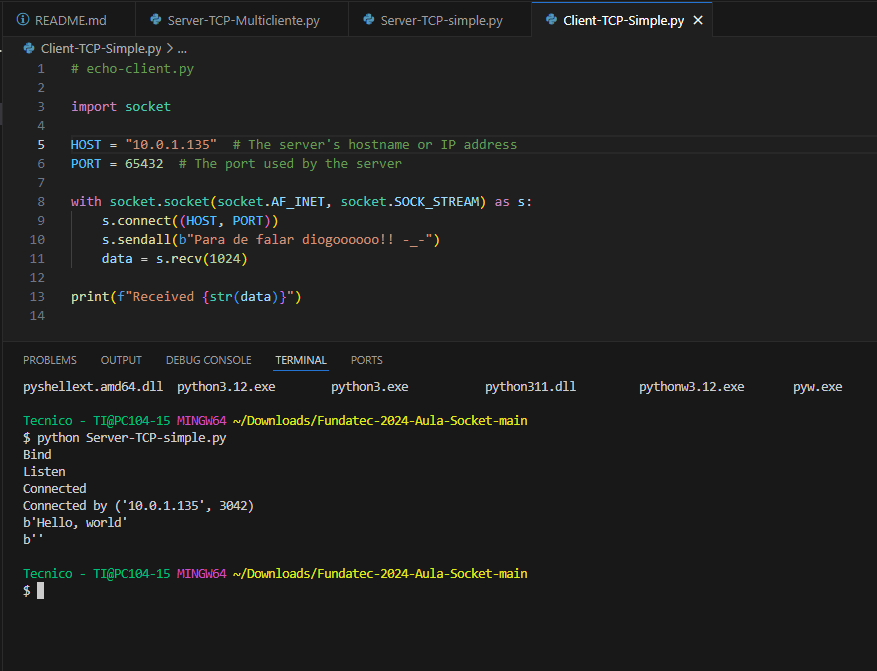 README.md Server-TCP-Multicliente.py Server-TCP-simple.py Client-TCP-Simple.py
Client-TCP-Simple.py > ...
1 # echo-client.py
2
3 import socket
4
5 HOST = "10.0.1.135"  # The server's hostname or IP address
6 PORT = 65432  # The port used by the server
7
8 with socket.socket(socket.AF_INET, socket.SOCK_STREAM) as s:
9     s.connect((HOST, PORT))
10     s.sendall(b"Para de falar diogoooooo!! -_-")
11     data = s.recv(1024)
12
13 print(f"Received {str(data)}")
14
PROBLEMS OUTPUT DEBUG CONSOLE TERMINAL PORTS
pyshellext.amd64.dll python3.12.exe python3.exe python311.dll pythonw3.12.exe pyw.exe
Tecnico - TI@PC104-15 MINGW64 ~/Downloads/Fundatec-2024-Aula-Socket-main
$ python Server-TCP-simple.py
Bind
Listen
Connected
Connected by ('10.0.1.135', 3042)
b'Hello, world'
b''
Tecnico - TI@PC104-15 MINGW64 ~/Downloads/Fundatec-2024-Aula-Socket-main
$